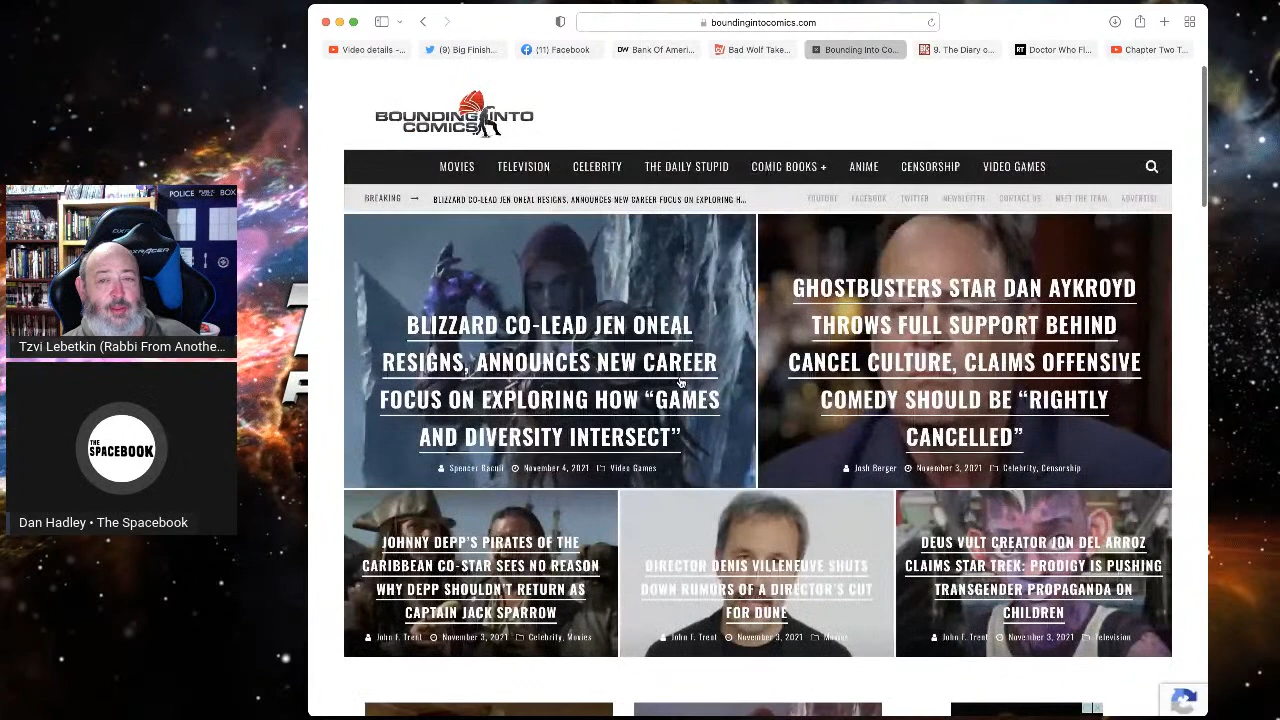 boundingintocomics.com
Video details -...
(9) Big Finish...
(11) Facebook
Bank Of Ameri...
Bad Wolf Take...
Bounding Into Co...
9. The Diary o...
Doctor Who Fl...
Chapter Two T...
BOUNDING INTO
COMICS
MOVIES TELEVISION CELEBRITY THE DAILY STUPID COMIC BOOKS + ANIME CENSORSHIP VIDEO GAMES
BREAKING → BLIZZARD CO-LEAD JEN ONEAL RESIGNS, ANNOUNCES NEW CAREER FOCUS ON EXPLORING H...
YOUTUBE FACEBOOK TWITTER NEWSLETTER CONTACT US MEET THE TEAM ADVERTISE
BLIZZARD CO-LEAD JEN ONEAL
RESIGNS, ANNOUNCES NEW CAREER
FOCUS ON EXPLORING HOW “GAMES
AND DIVERSITY INTERSECT”
Spencer Baculi November 4, 2021 Video Games
GHOSTBUSTERS STAR DAN AYKROYD
THROWS FULL SUPPORT BEHIND
CANCEL CULTURE, CLAIMS OFFENSIVE
COMEDY SHOULD BE “RIGHTLY
CANCELLED”
Josh Berger November 3, 2021 Celebrity, Censorship
JOHNNY DEPP’S PIRATES OF THE
CARIBBEAN CO-STAR SEES NO REASON
WHY DEPP SHOULDN’T RETURN AS
CAPTAIN JACK SPARROW
John F. Trent November 3, 2021 Celebrity, Movies
DIRECTOR DENIS VILLENEUVE SHUTS
DOWN RUMORS OF A DIRECTOR’S CUT
FOR DUNE
John F. Trent November 3, 2021 Movies
DEUS VULT CREATOR JON DEL ARROZ
CLAIMS STAR TREK: PRODIGY IS PUSHING
TRANSGENDER PROPAGANDA ON
CHILDREN
John F. Trent November 3, 2021 Television
POLICE PUBLIC CALL BOX
DXRACER
Tzvi Lebetkin (Rabbi From Anothe...
THE
SPACEBOOK
Dan Hadley • The Spacebook